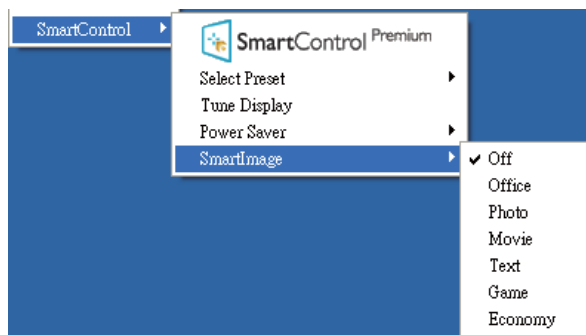 SmartControl
SmartControl Premium
Select Preset
Tune Display
Power Saver
SmartImage
Off
Office
Photo
Movie
Text
Game
Economy